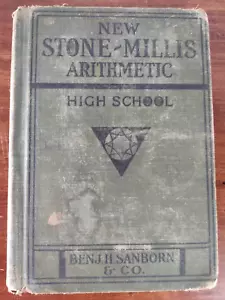 NEW
STONE-MILLIS
ARITHMETIC
HIGH SCHOOL
BENJ. H. SANBORN
& CO.